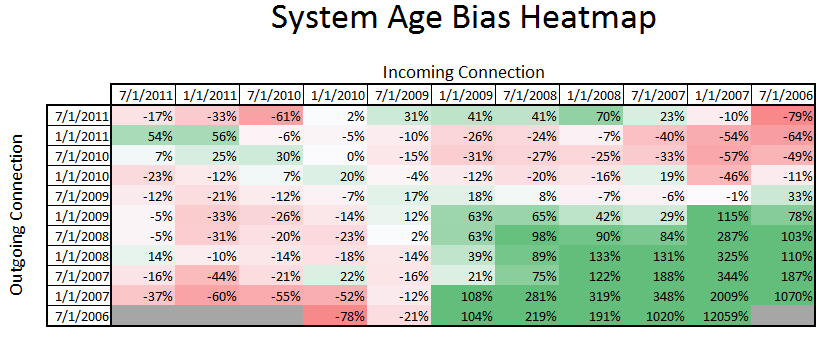 System Age Bias Heatmap
Incoming Connection
7/1/2011 1/1/2011 7/1/2010 1/1/2010 7/1/2009 1/1/2009 7/1/2008 1/1/2008 7/1/2007 1/1/2007 7/1/2006
Outgoing Connection
7/1/2011 -17% -33% -61% 2% 31% 41% 41% 70% 23% -10% -79%
1/1/2011 54% 56% -6% -5% -10% -26% -24% -7% -40% -54% -64%
7/1/2010 7% 25% 30% 0% -15% -31% -27% -25% -33% -57% -49%
1/1/2010 -23% -12% 7% 20% -4% -12% -20% -16% 19% -46% -11%
7/1/2009 -12% -21% -12% -7% 17% 18% 8% -7% -6% -1% 33%
1/1/2009 -5% -33% -26% -14% 12% 63% 65% 42% 29% 115% 78%
7/1/2008 -5% -31% -20% -23% 2% 63% 98% 90% 84% 287% 103%
1/1/2008 14% -10% -14% -18% -14% 39% 89% 133% 131% 325% 110%
7/1/2007 -16% -44% -21% 22% -16% 21% 75% 122% 188% 344% 187%
1/1/2007 -37% -60% -55% -52% -12% 108% 281% 319% 348% 2009% 1070%
7/1/2006 -78% -21% 104% 219% 191% 1020% 12059%